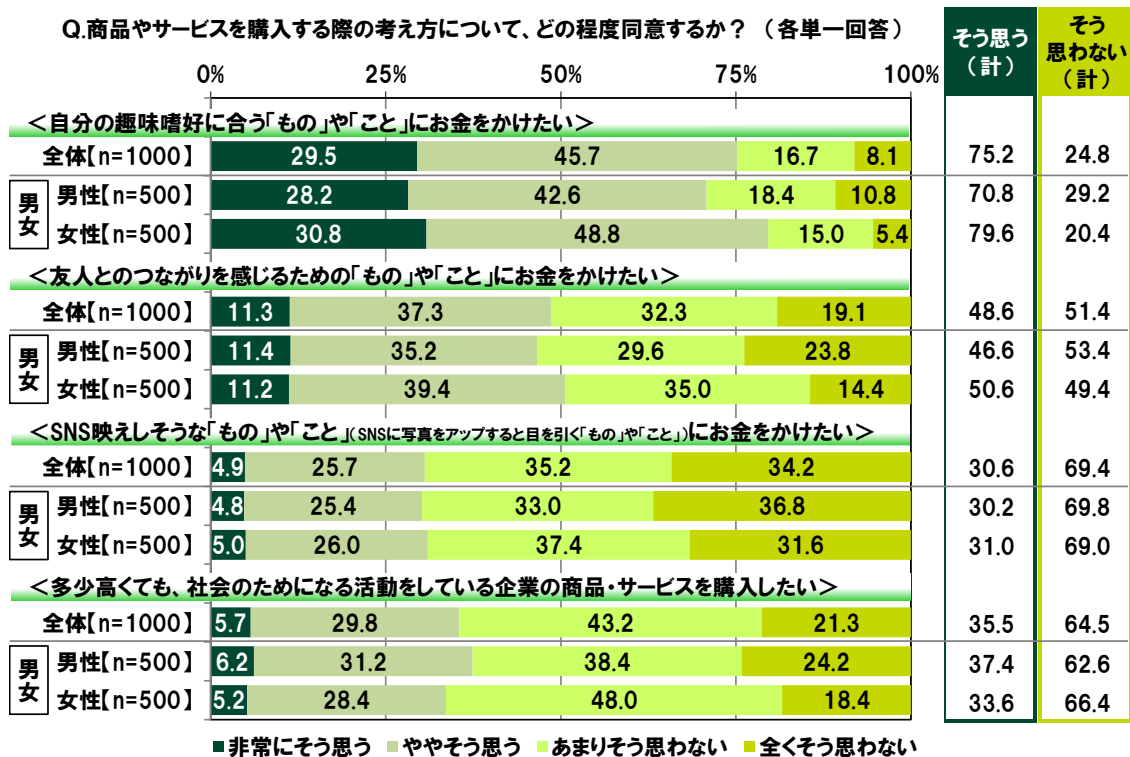 Q.商品やサービスを購入する際の考え方について、どの程度同意するか？ （各単一回答）
そう思う（計）
そう思わない（計）
0% 25% 50% 75% 100%
＜自分の趣味嗜好に合う「もの」や「こと」にお金をかけたい＞
全体【n=1000】 29.5 45.7 16.7 8.1 75.2 24.8
男女
男性【n=500】 28.2 42.6 18.4 10.8 70.8 29.2
女性【n=500】 30.8 48.8 15.0 5.4 79.6 20.4
＜友人とのつながりを感じるための「もの」や「こと」にお金をかけたい＞
全体【n=1000】 11.3 37.3 32.3 19.1 48.6 51.4
男女
男性【n=500】 11.4 35.2 29.6 23.8 46.6 53.4
女性【n=500】 11.2 39.4 35.0 14.4 50.6 49.4
＜SNS映えしそうな「もの」や「こと」（SNSに写真をアップすると目を引く「もの」や「こと」）にお金をかけたい＞
全体【n=1000】 4.9 25.7 35.2 34.2 30.6 69.4
男女
男性【n=500】 4.8 25.4 33.0 36.8 30.2 69.8
女性【n=500】 5.0 26.0 37.4 31.6 31.0 69.0
＜多少高くても、社会のためになる活動をしている企業の商品・サービスを購入したい＞
全体【n=1000】 5.7 29.8 43.2 21.3 35.5 64.5
男女
男性【n=500】 6.2 31.2 38.4 24.2 37.4 62.6
女性【n=500】 5.2 28.4 48.0 18.4 33.6 66.4
非常にそう思う ややそう思う あまりそう思わない 全くそう思わない